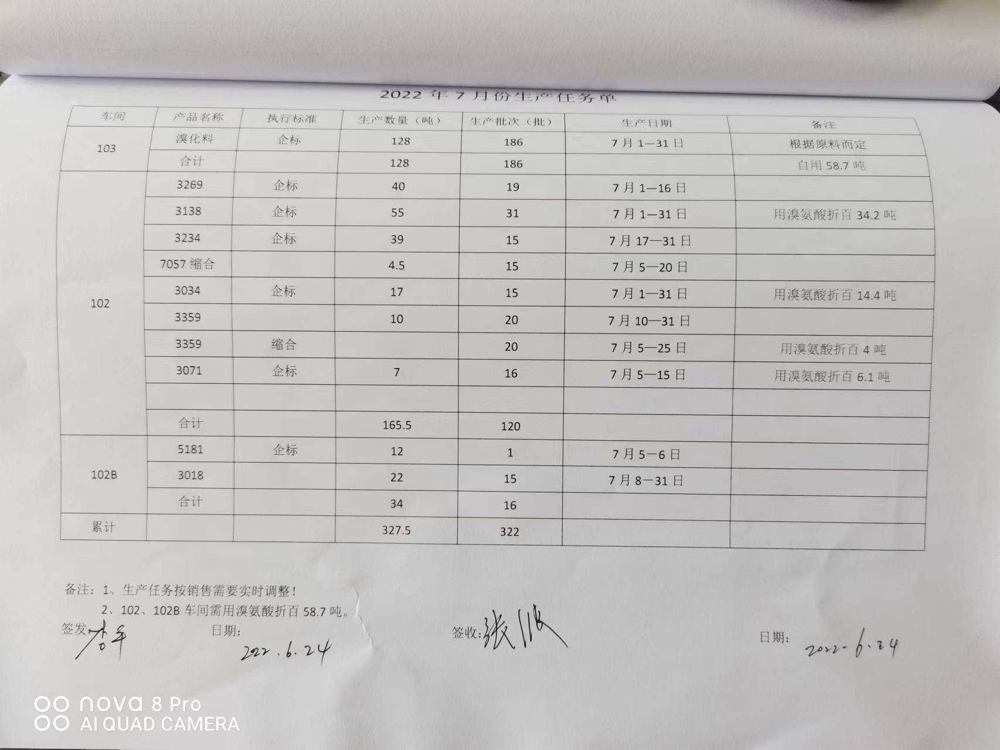 2022 年 7 月份生产任务单
车间 产品名称 执行标准 生产数量（吨） 生产批次（批） 生产日期 备注
103 溴化料 企标 128 186 7 月 1—31 日 根据原料而定
合计 128 186 自用 58.7 吨
102 3269 企标 40 19 7 月 1—16 日
3138 企标 55 31 7 月 1—31 日 用溴氨酸折百 34.2 吨
3234 企标 39 15 7 月 17—31 日
7057 缩合 4.5 15 7 月 5—20 日
3034 企标 17 15 7 月 1—31 日 用溴氨酸折百 14.4 吨
3359 10 20 7 月 10—31 日
3359 缩合 20 7 月 5—25 日 用溴氨酸折百 4 吨
3071 企标 7 16 7 月 5—15 日 用溴氨酸折百 6.1 吨
合计 165.5 120
102B 5181 企标 12 1 7 月 5—6 日
3018 22 15 7 月 8—31 日
合计 34 16
累计 327.5 322
备注：1、生产任务按销售需要实时调整！
2、102、102B 车间需用溴氨酸折百 58.7 吨。
签发： 日期： 2022.6.24 签收：张 日期： 2022.6.24
nova 8 Pro
AI QUAD CAMERA